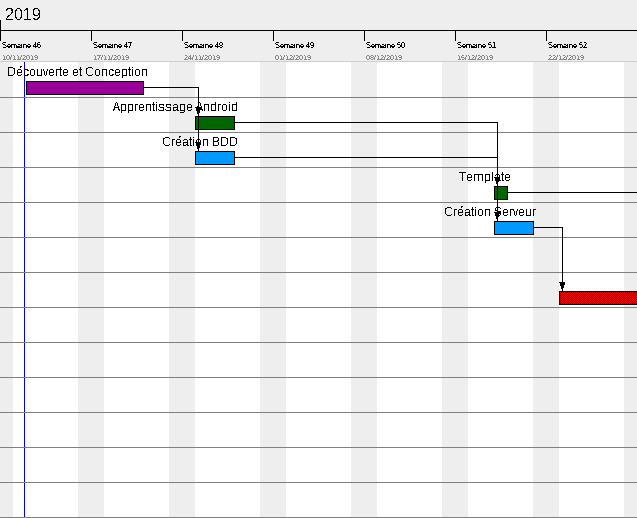 2019
Semaine 46 Semaine 47 Semaine 48 Semaine 49 Semaine 50 Semaine 51 Semaine 52
10/11/2019 17/11/2019 24/11/2019 01/12/2019 08/12/2019 16/12/2019 22/12/2019
Découverte et Conception
Apprentissage Android
Création BDD
Template
Création Serveur